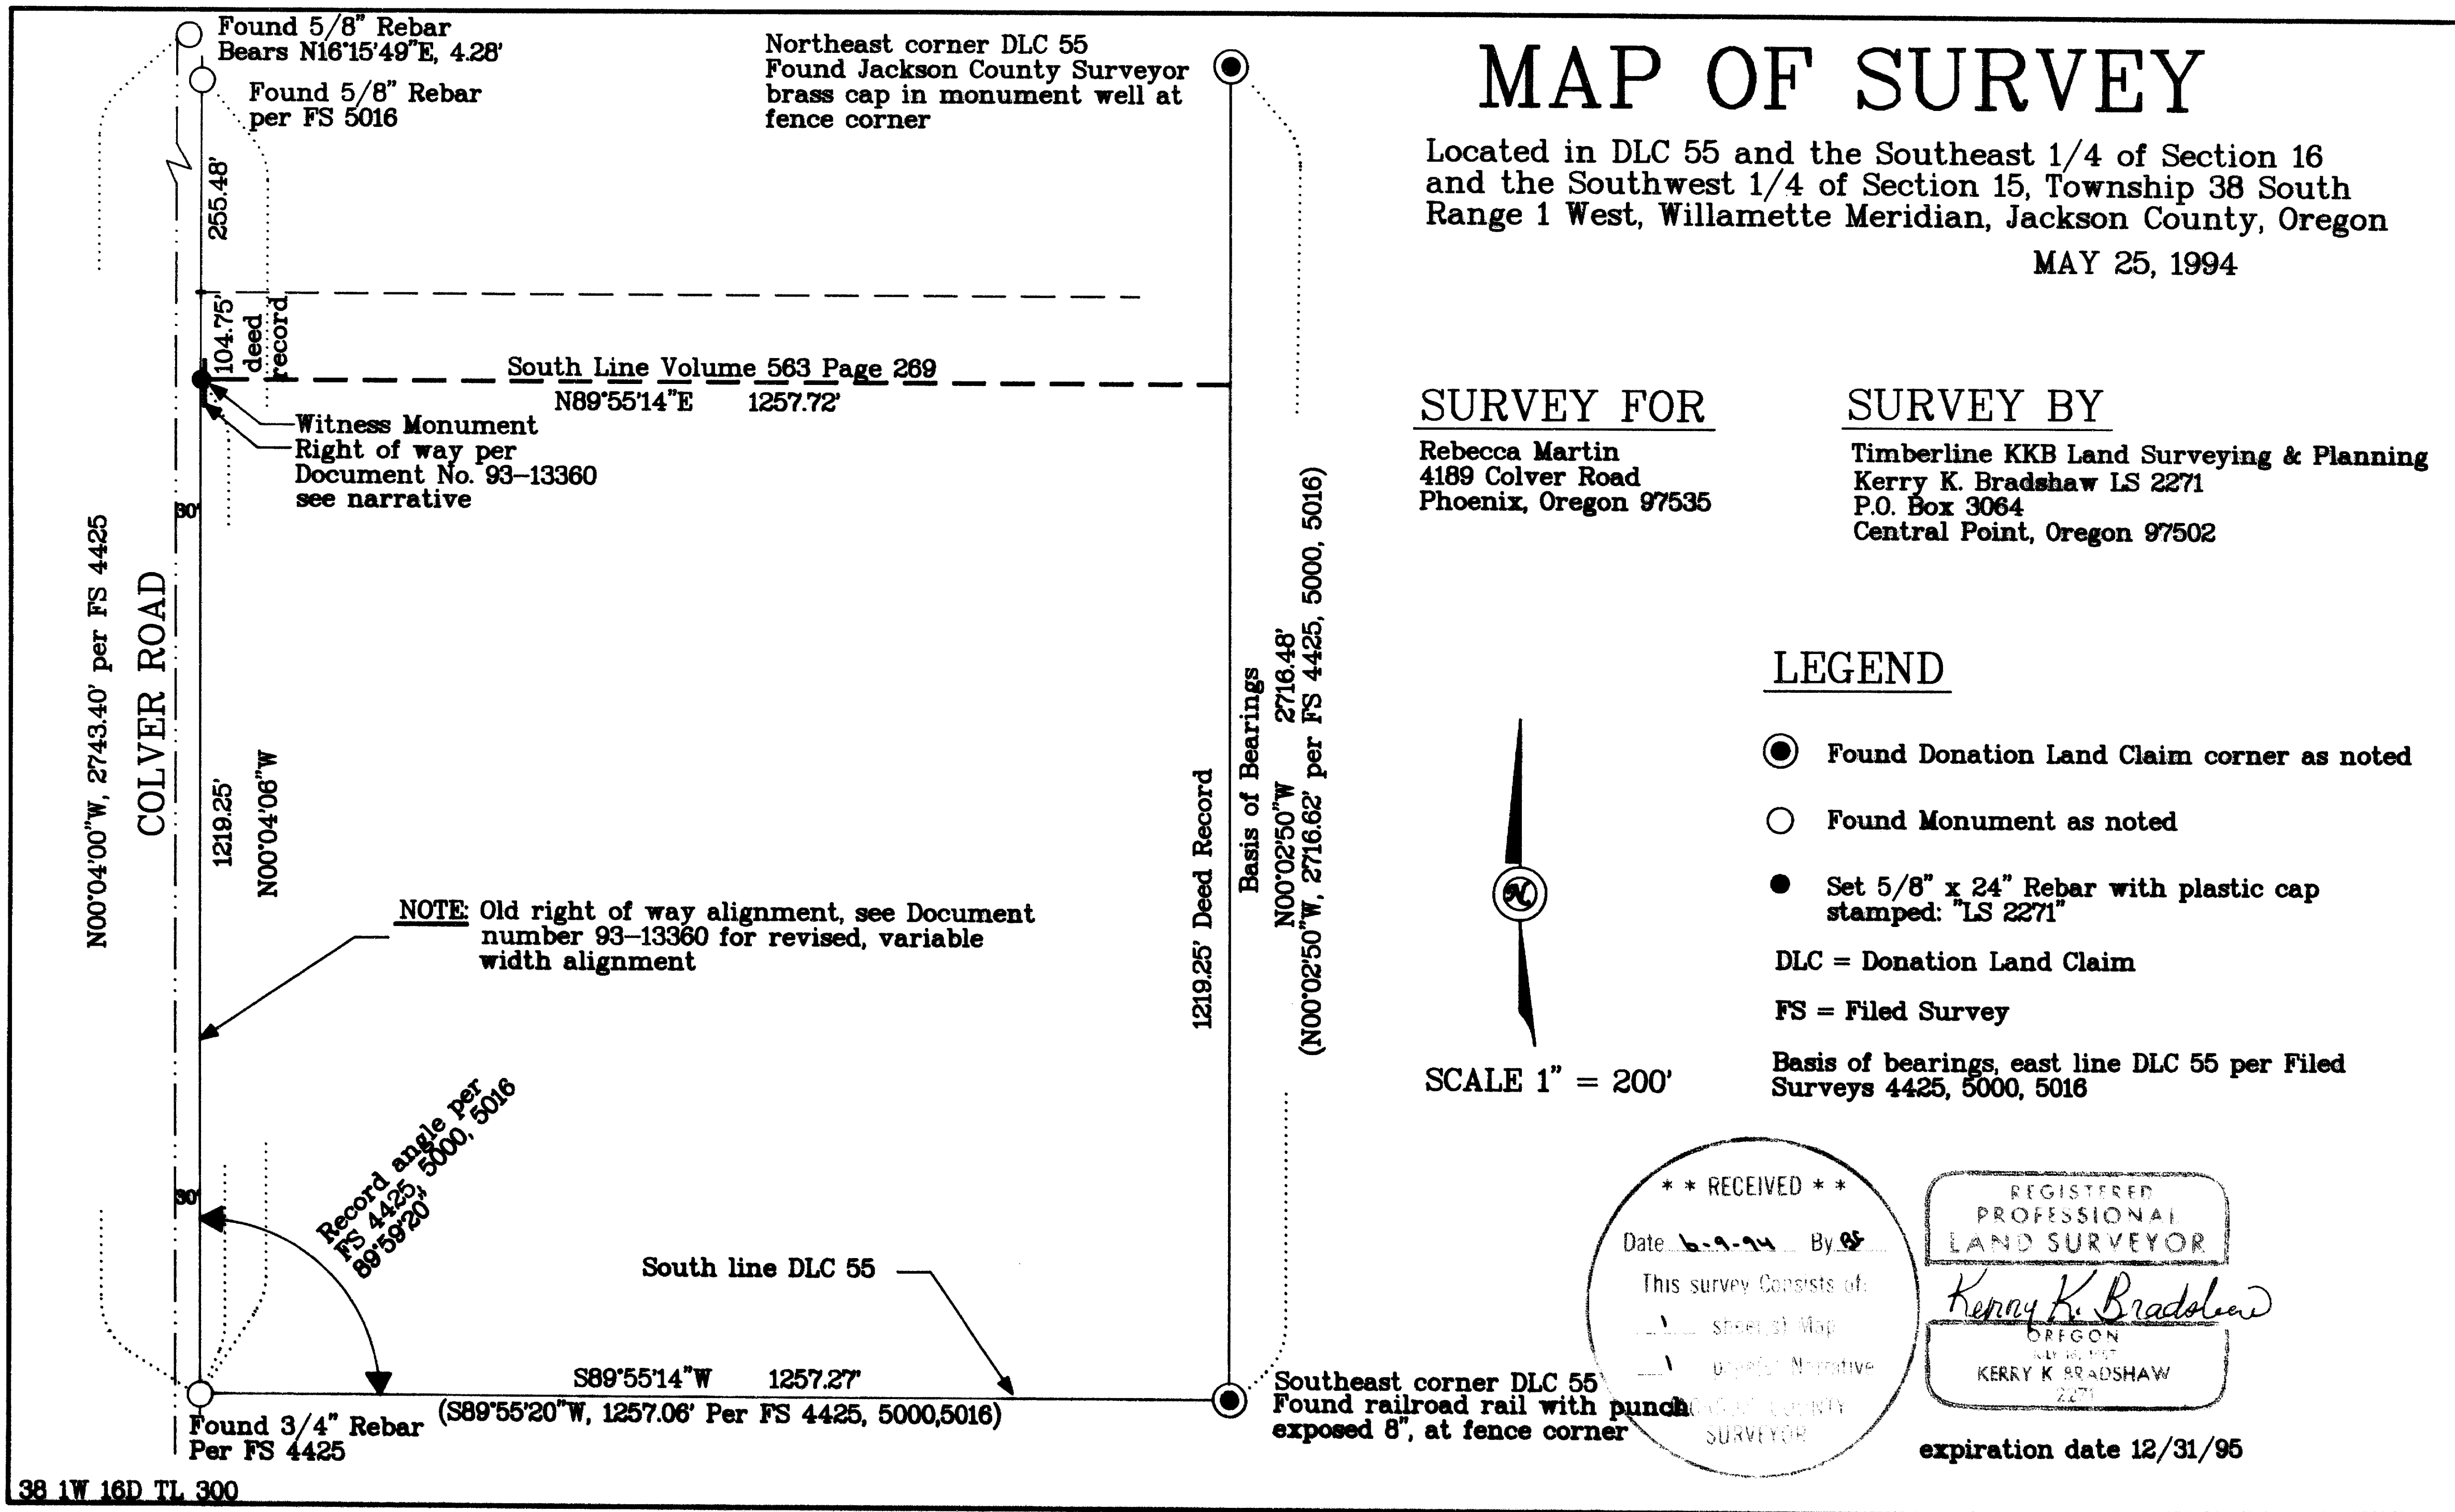 Found 5/8" Rebar
Bears N16°15'49"E, 4.28'
Found 5/8" Rebar
per FS 5016
Northeast corner DLC 55
Found Jackson County Surveyor
brass cap in monument well at
fence corner
MAP OF SURVEY
Located in DLC 55 and the Southeast 1/4 of Section 16
and the Southwest 1/4 of Section 15, Township 38 South
Range 1 West, Willamette Meridian, Jackson County, Oregon
MAY 25, 1994
255.48'
104.75'
deed
record
South Line Volume 563 Page 269
N89°55'14"E 1257.72'
Witness Monument
Right of way per
Document No. 93-13360
see narrative
30'
SURVEY FOR
Rebecca Martin
4189 Colver Road
Phoenix, Oregon 97535
SURVEY BY
Timberline KKB Land Surveying & Planning
Kerry K. Bradshaw LS 2271
P.O. Box 3064
Central Point, Oregon 97502
N00°04'00"W, 2743.40' per FS 4425
COLVER ROAD
1219.25'
N00°04'06"W
1219.25' Deed Record
Basis of Bearings
N00°02'50"W 2716.48'
(N00°02'50"W, 2716.62' per FS 4425, 5000, 5016)
NOTE: Old right of way alignment, see Document
number 93-13360 for revised, variable
width alignment
N
SCALE 1" = 200'
LEGEND
Found Donation Land Claim corner as noted
Found Monument as noted
Set 5/8" x 24" Rebar with plastic cap
stamped: "LS 2271"
DLC = Donation Land Claim
FS = Filed Survey
Basis of bearings, east line DLC 55 per Filed
Surveys 4425, 5000, 5016
30'
Record angle per
FS 4425, 5000, 5016
89°59'20"
South line DLC 55
S89°55'14"W 1257.27'
(S89°55'20"W, 1257.06' Per FS 4425, 5000,5016)
Found 3/4" Rebar
Per FS 4425
Southeast corner DLC 55
Found railroad rail with punch
exposed 8", at fence corner
* * RECEIVED * *
Date 6-9-94 By
This survey Consists of:
1 sheet(s) Map
1 Narrative
COUNTY
SURVEYOR
REGISTERED
PROFESSIONAL
LAND SURVEYOR
Kerry K. Bradshaw
OREGON
KERRY K BRADSHAW
2271
expiration date 12/31/95
38 1W 16D TL 300